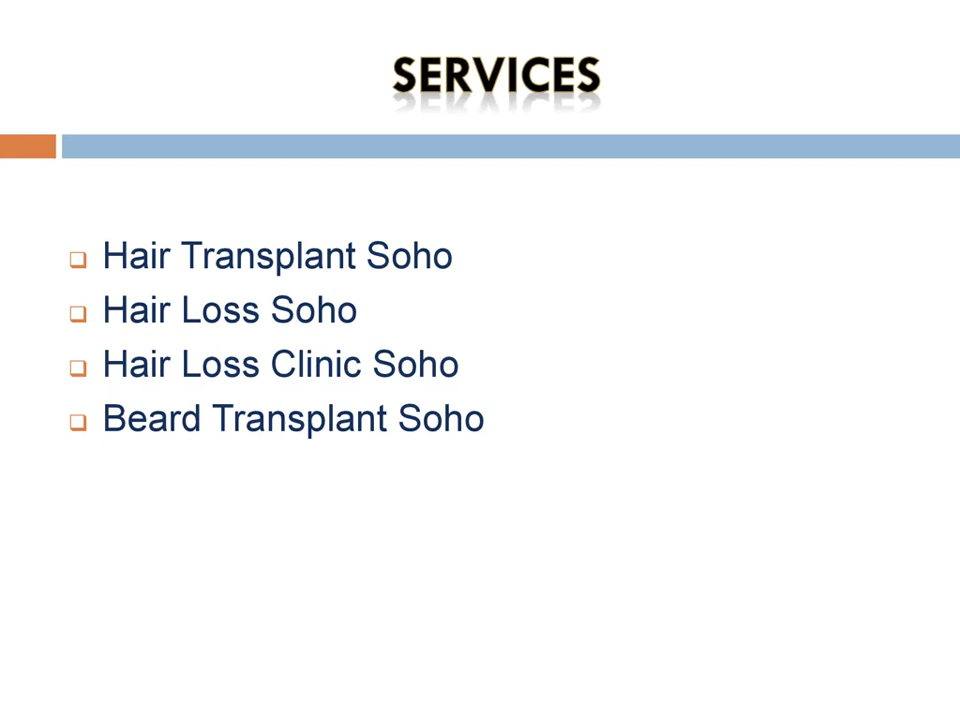 SERVICES
Hair Transplant Soho
Hair Loss Soho
Hair Loss Clinic Soho
Beard Transplant Soho